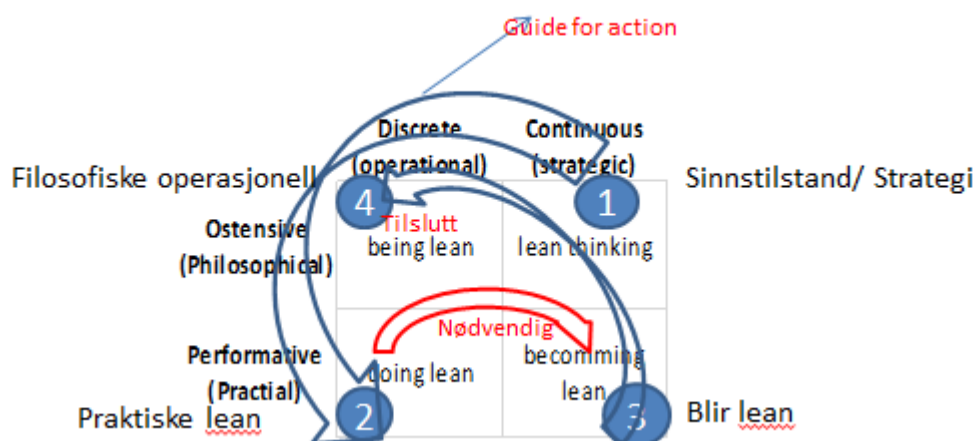 Guide for action
Discrete
(operational)
Continuous
(strategic)
Filosofiske operasjonell
4
1
Sinnstilstand/ Strategi
Ostensive
(Philosophical)
Tilslutt
being lean
lean thinking
Nødvendig
Performative
(Practial)
doing lean
becomming
lean
Praktiske lean
2
3
Blir lean